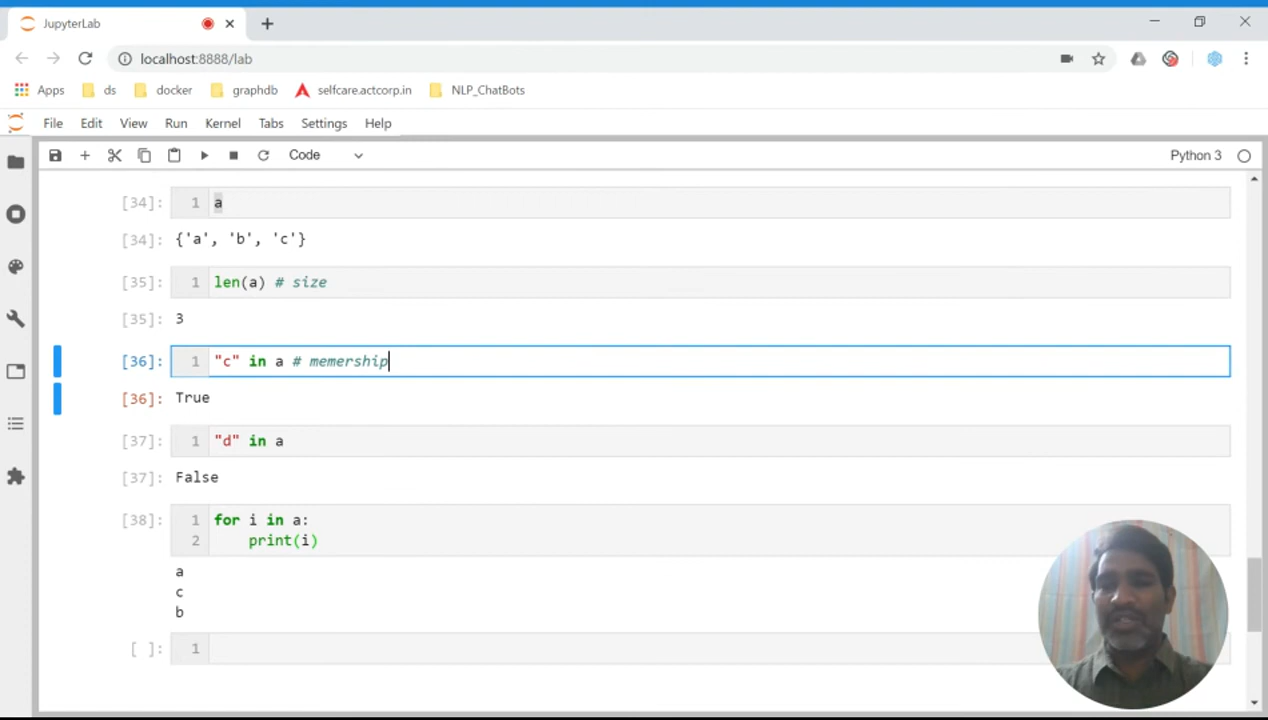 JupyterLab
localhost:8888/lab
Apps ds docker graphdb selfcare.actcorp.in NLP_ChatBots
File Edit View Run Kernel Tabs Settings Help
Code Python 3
[34]: 1 a
[34]: {'a', 'b', 'c'}
[35]: 1 len(a) # size
[35]: 3
[36]: 1 "c" in a # memership
[36]: True
[37]: 1 "d" in a
[37]: False
[38]: 1 for i in a:
2 print(i)
a
c
b
[ ]: 1